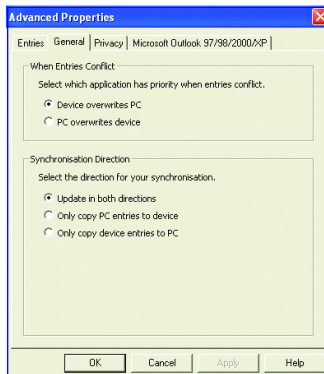 Advanced Properties
Entries General Privacy Microsoft Outlook 97/98/2000/XP
When Entries Conflict
Select which application has priority when entries conflict.
Device overwrites PC
PC overwrites device
Synchronisation Direction
Select the direction for your synchronisation.
Update in both directions
Only copy PC entries to device
Only copy device entries to PC
OK Cancel Apply Help